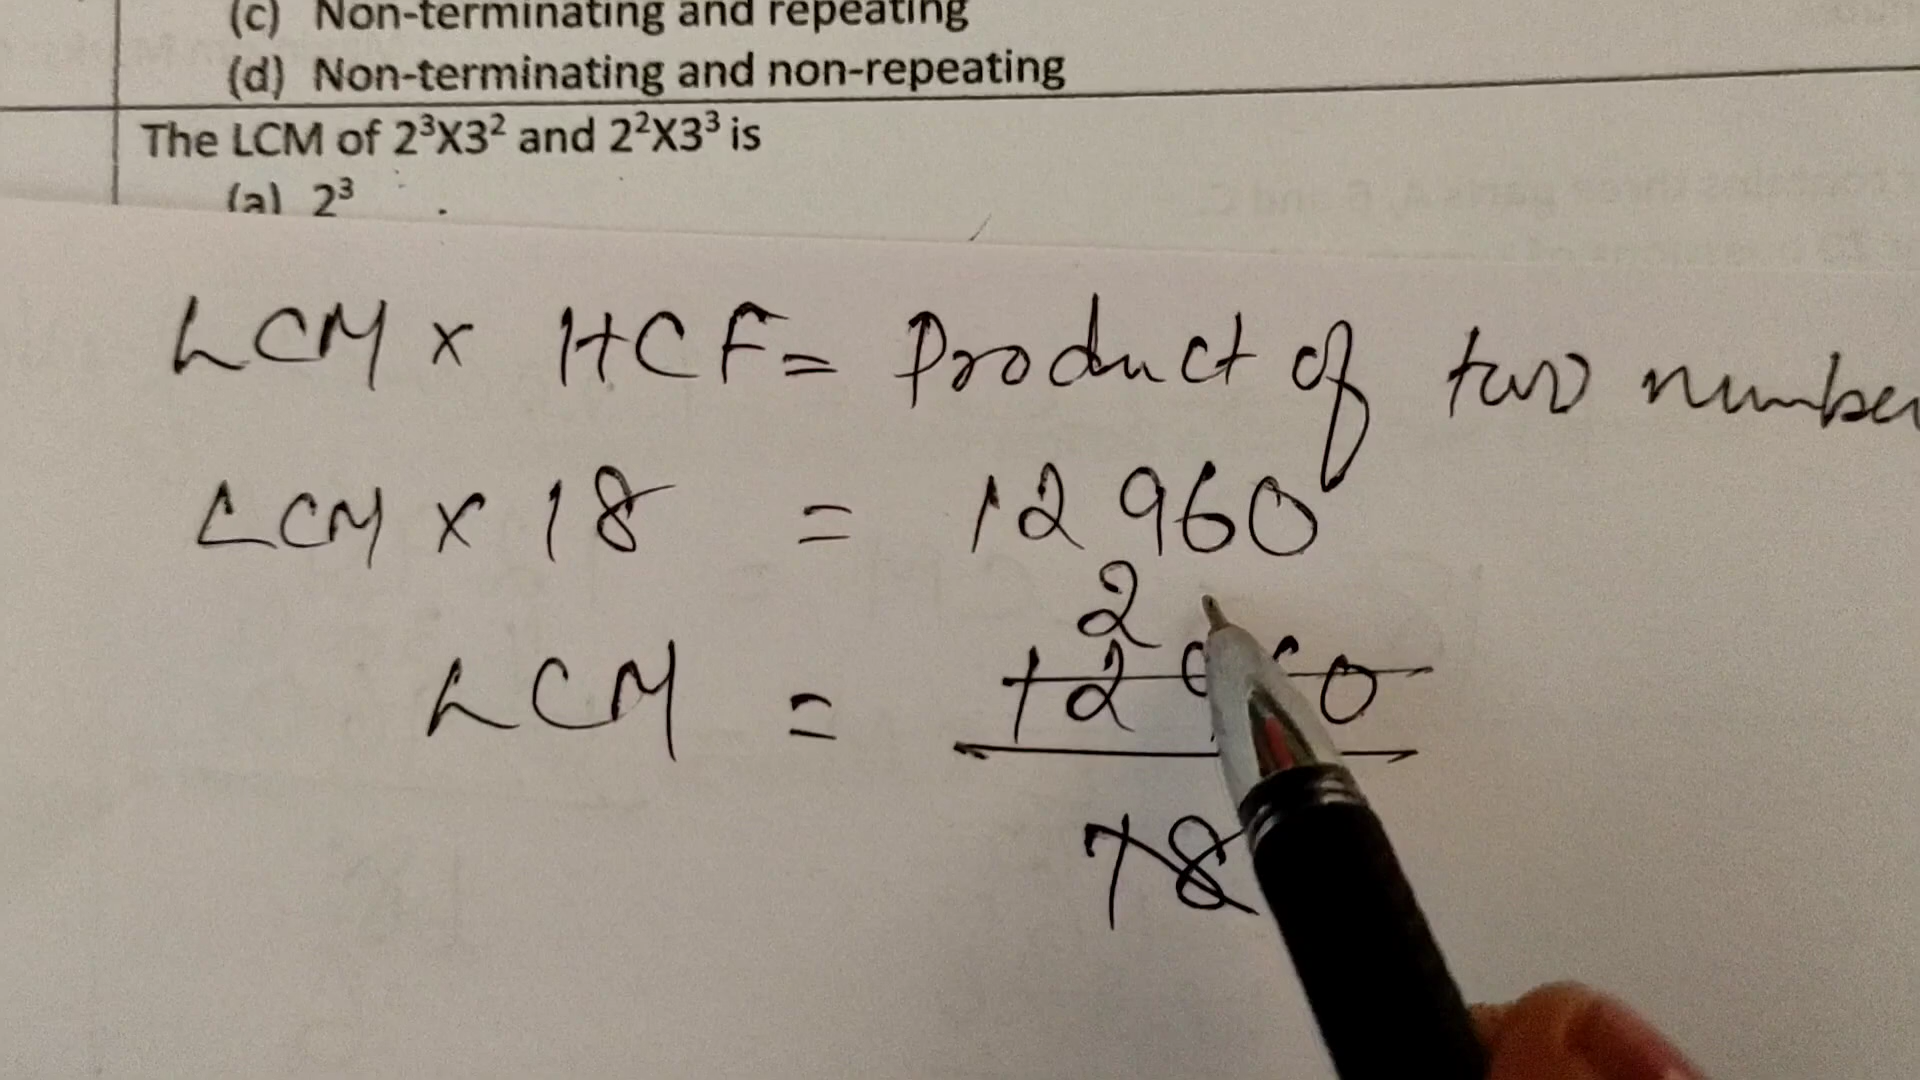 (c) Non-terminating and repeating
(d) Non-terminating and non-repeating
The LCM of 2³X3² and 2²X3³ is
(a) 2³
LCM x HCF = Product of two number
LCM x 18 = 12960
2
LCM =
18